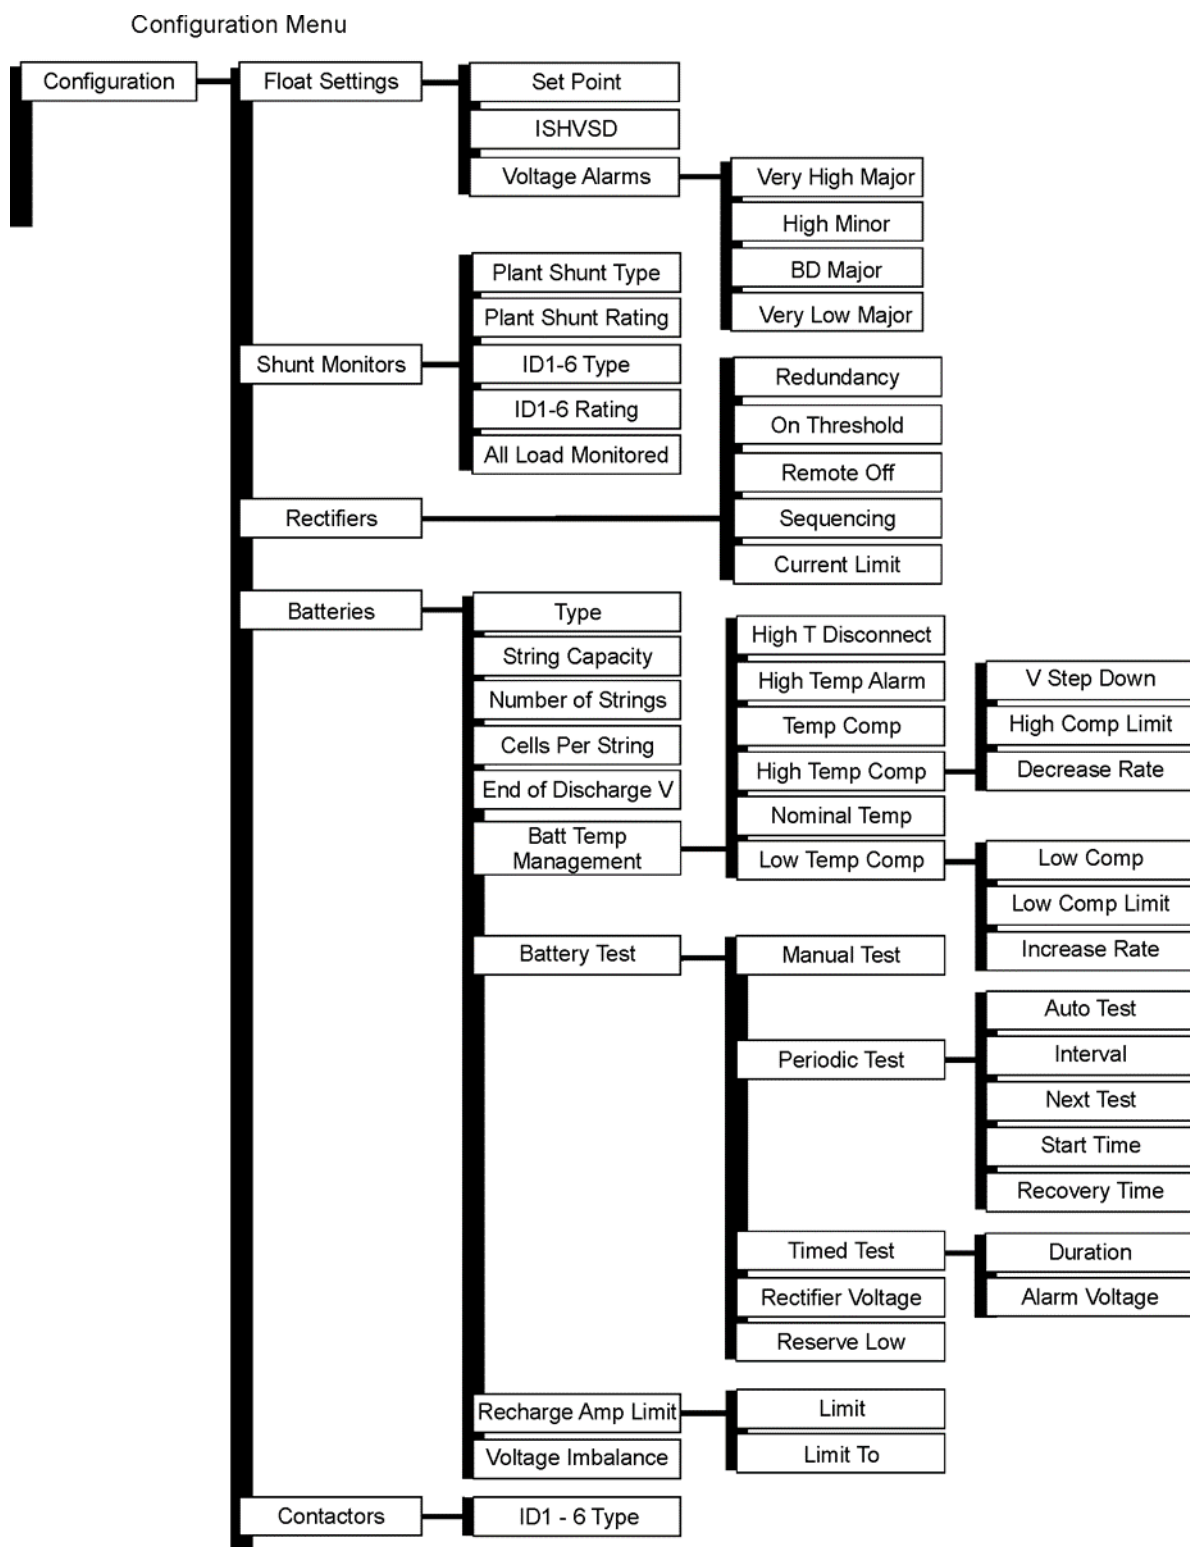 Configuration Menu
Configuration
Float Settings
Set Point
ISHVSD
Voltage Alarms
Very High Major
High Minor
BD Major
Very Low Major
Shunt Monitors
Plant Shunt Type
Plant Shunt Rating
ID1-6 Type
ID1-6 Rating
All Load Monitored
Rectifiers
Redundancy
On Threshold
Remote Off
Sequencing
Current Limit
Batteries
Type
String Capacity
Number of Strings
Cells Per String
End of Discharge V
Batt Temp
Management
High T Disconnect
High Temp Alarm
Temp Comp
High Temp Comp
V Step Down
High Comp Limit
Decrease Rate
Nominal Temp
Low Temp Comp
Low Comp
Low Comp Limit
Increase Rate
Battery Test
Manual Test
Periodic Test
Auto Test
Interval
Next Test
Start Time
Recovery Time
Timed Test
Duration
Alarm Voltage
Rectifier Voltage
Reserve Low
Recharge Amp Limit
Limit
Limit To
Voltage Imbalance
Contactors
ID1 - 6 Type